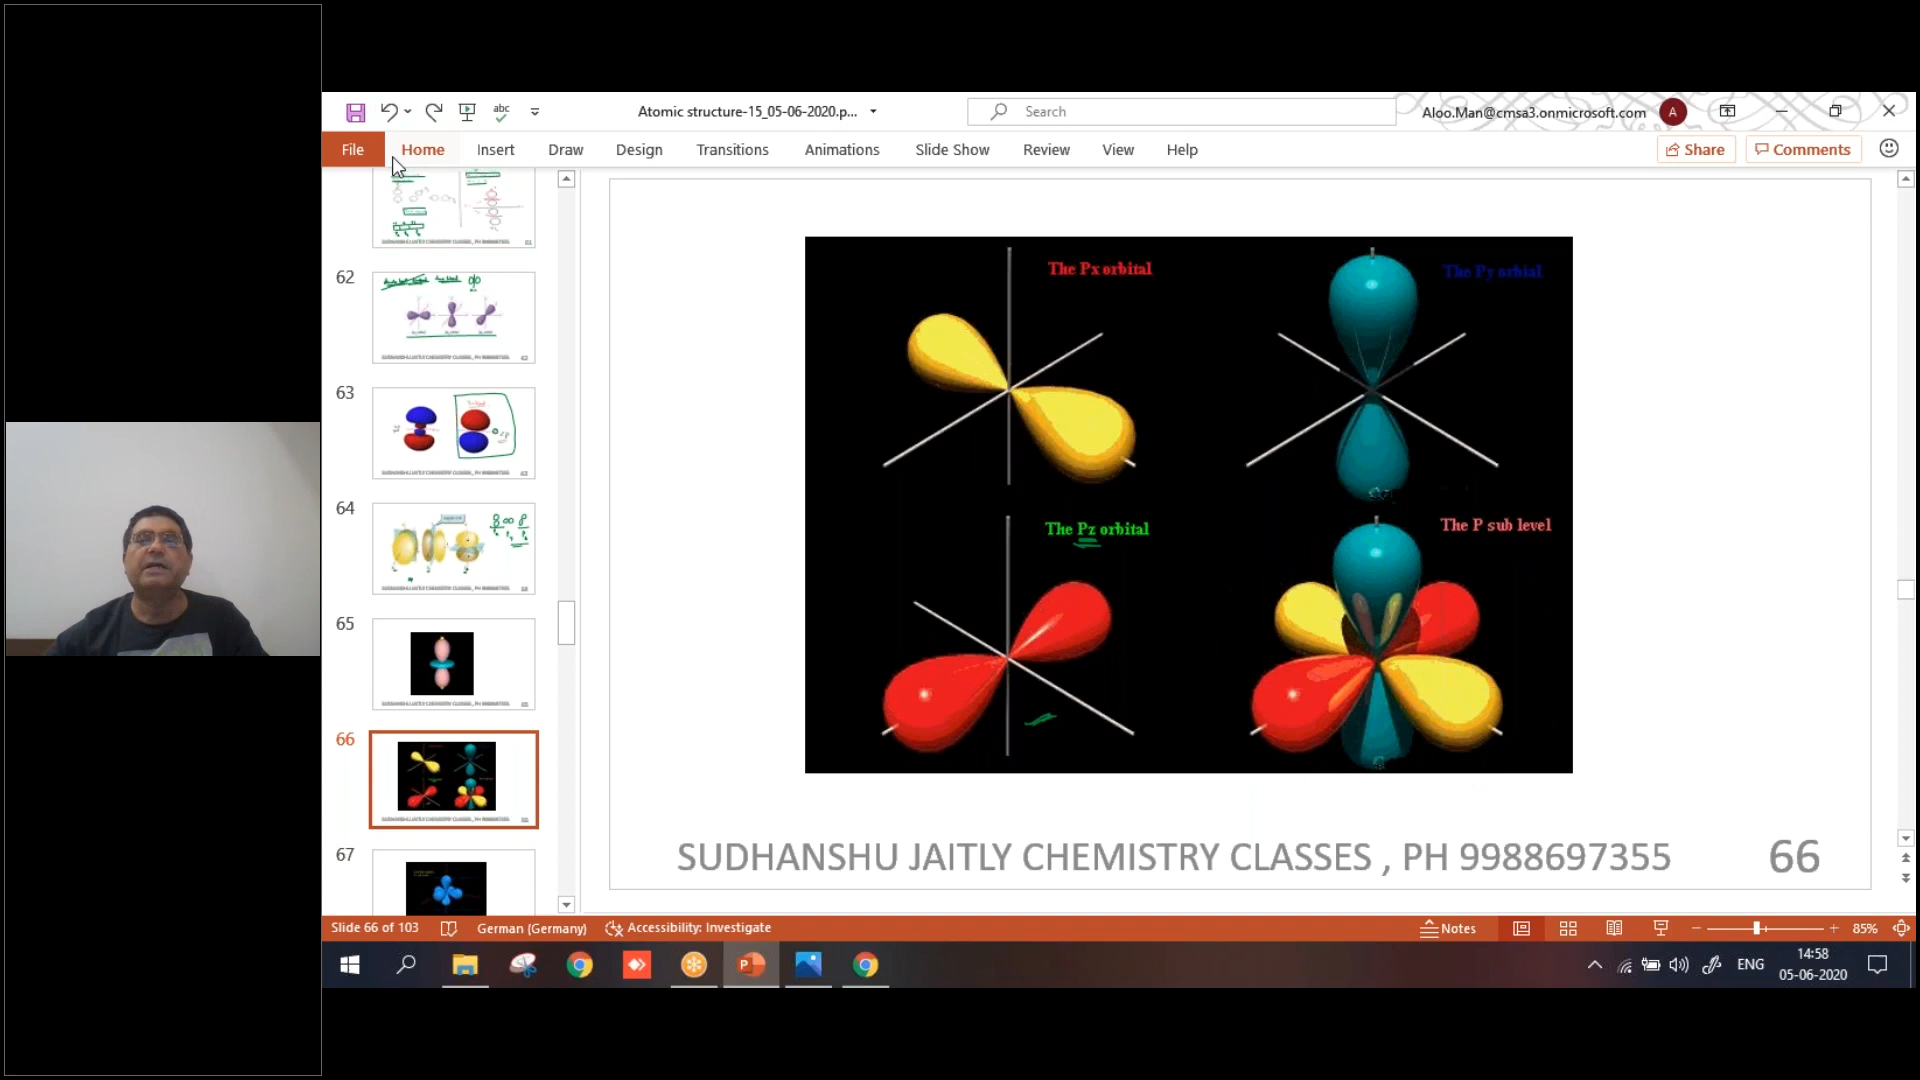 abc
Atomic structure-15_05-06-2020.p...
Search
Aloo.Man@cmsa3.onmicrosoft.com
A
File
Home
Insert
Draw
Design
Transitions
Animations
Slide Show
Review
View
Help
Share
Comments
62
63
64
65
66
67
The Px orbital
The Py orbial
The Pz orbital
The P sub level
SUDHANSHU JAITLY CHEMISTRY CLASSES , PH 9988697355
66
Slide 66 of 103
German (Germany)
Accessibility: Investigate
Notes
85%
ENG
14:58
05-06-2020